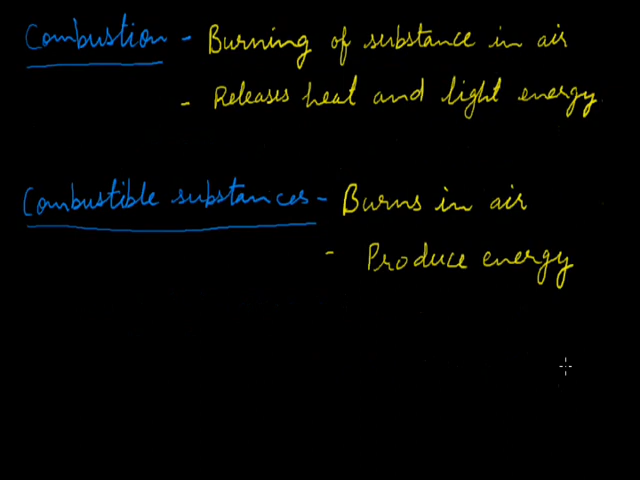 Combustion - Burning of substance in air
- Releases heat and light energy
Combustible substances - Burns in air
- Produce energy